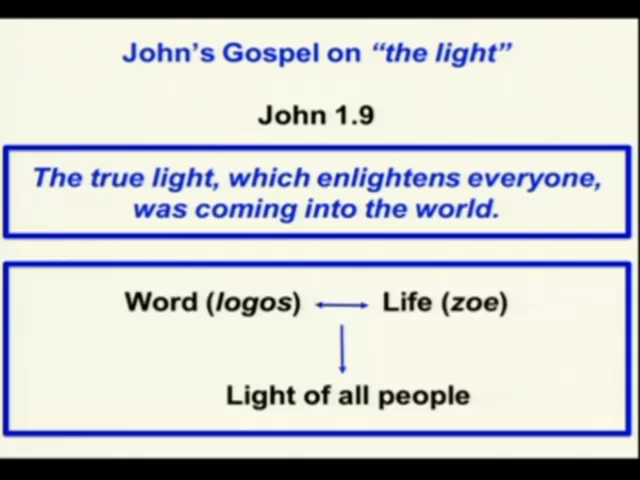 John's Gospel on "the light"
John 1.9
The true light, which enlightens everyone,
was coming into the world.
Word (logos) ↔ Life (zoe)
Light of all people